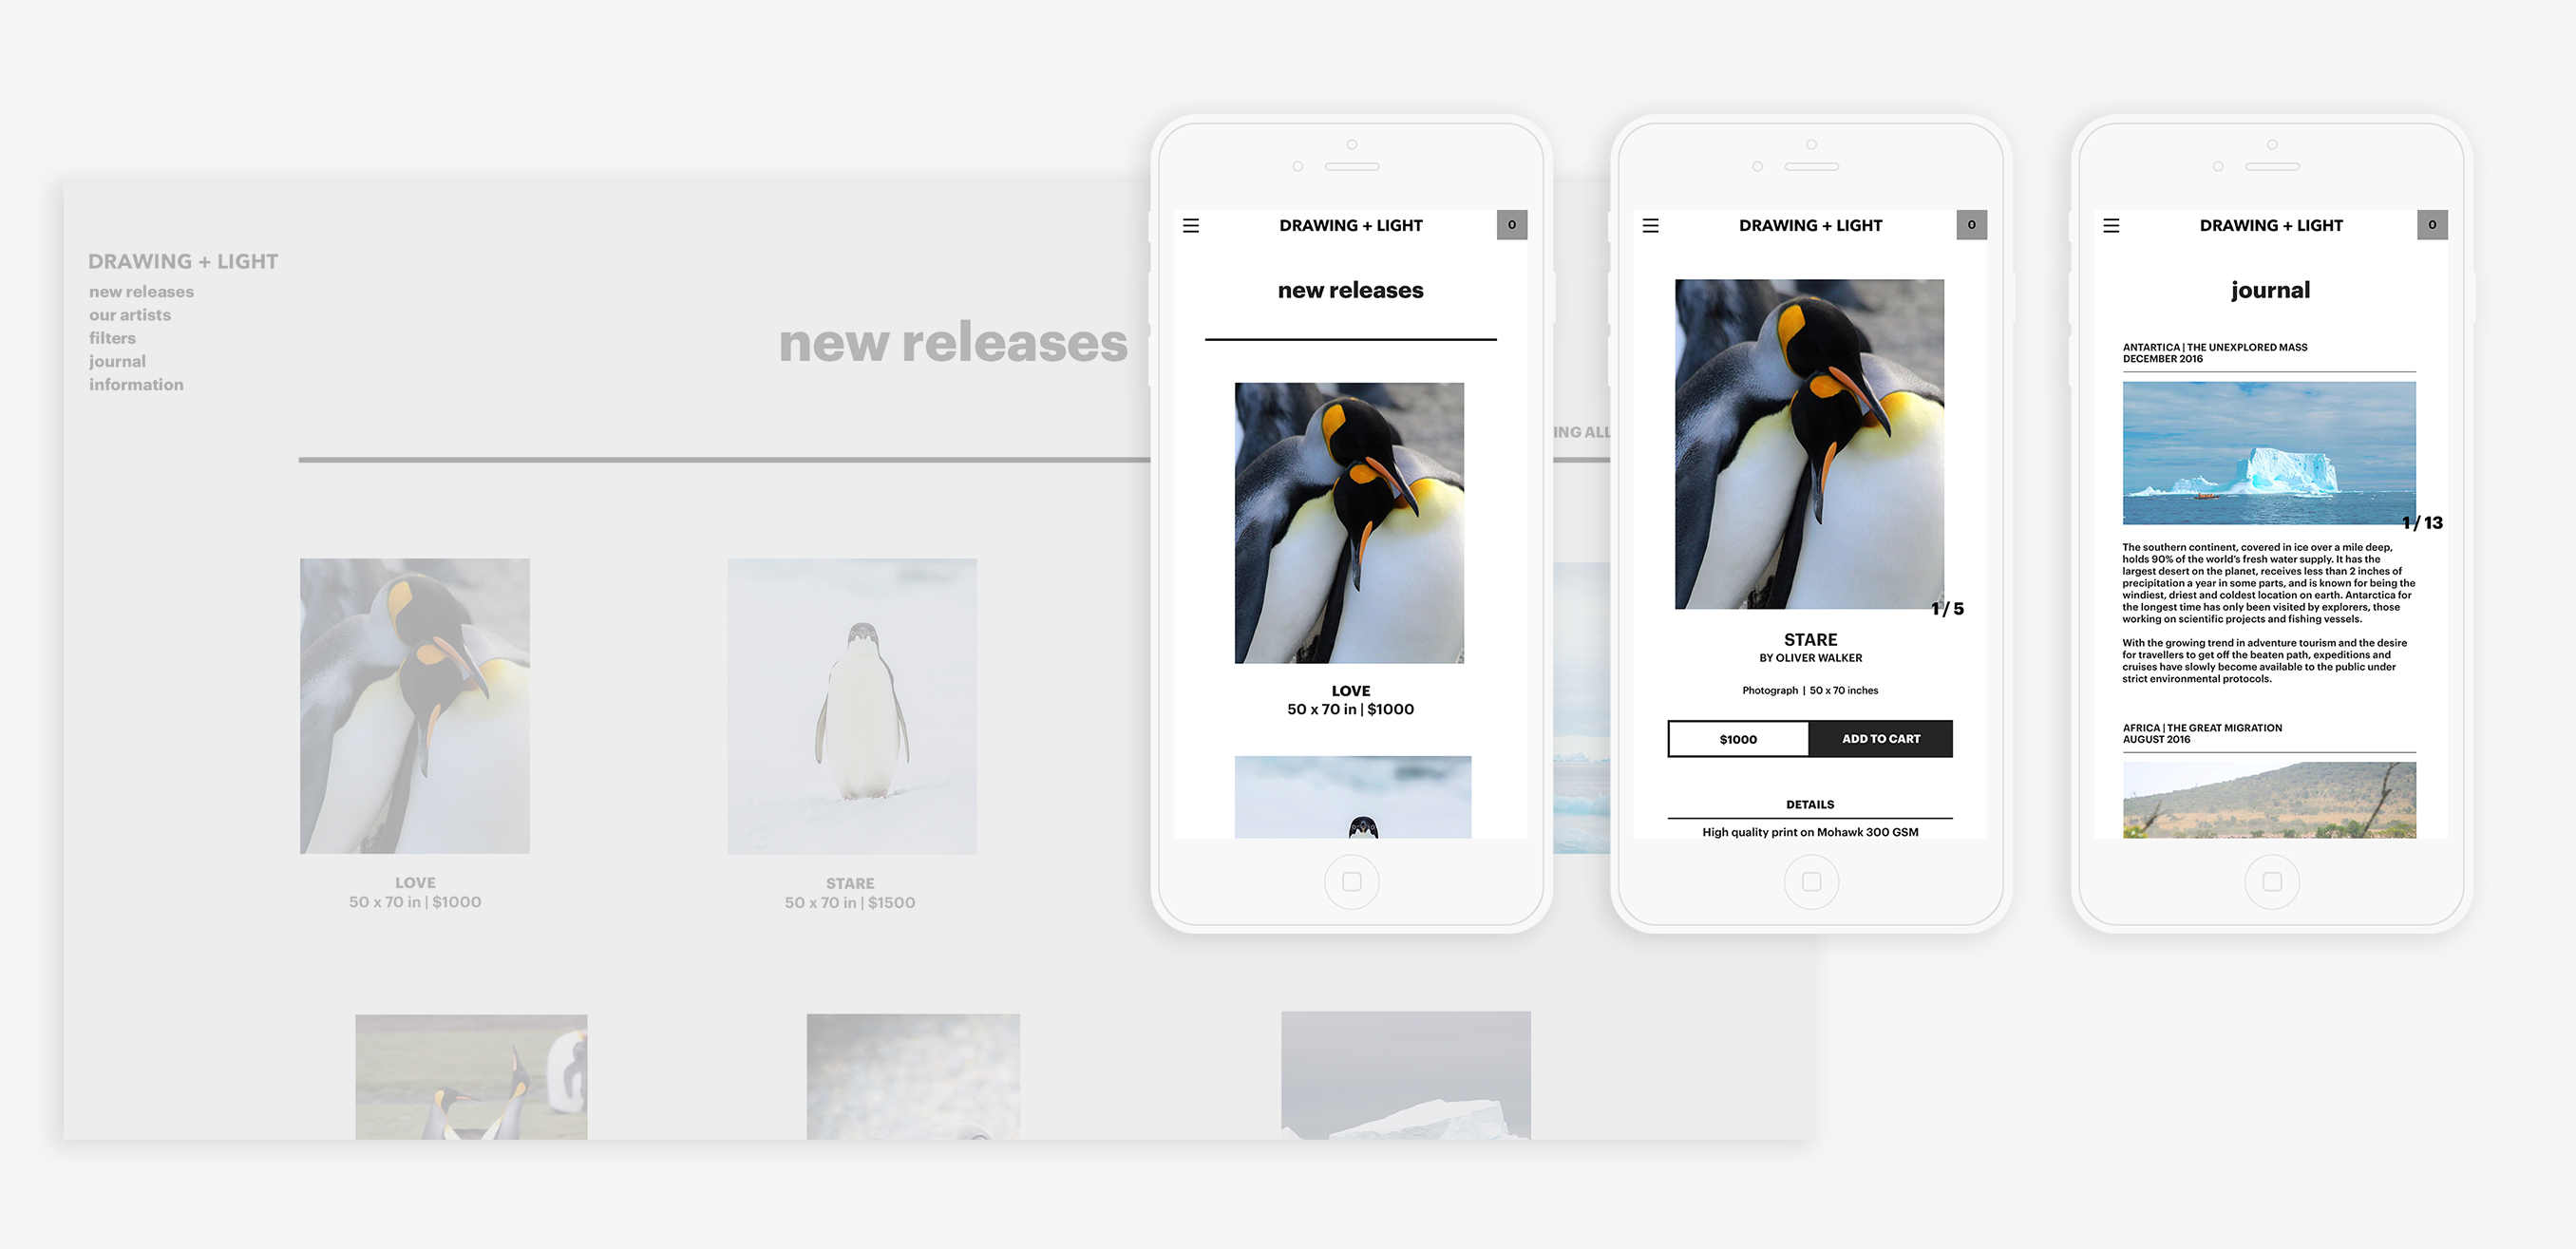 DRAWING + LIGHT
new releases
our artists
filters
journal
information
new releases
ING ALL
LOVE
50 x 70 in | $1000
STARE
50 x 70 in | $1500
DRAWING + LIGHT
0
new releases
LOVE
50 x 70 in | $1000
DRAWING + LIGHT
0
1 / 5
STARE
BY OLIVER WALKER
Photograph | 50 x 70 inches
$1000
ADD TO CART
DETAILS
High quality print on Mohawk 300 GSM
DRAWING + LIGHT
0
journal
ANTARTICA | THE UNEXPLORED MASS
DECEMBER 2016
1 / 13
The southern continent, covered in ice over a mile deep,
holds 90% of the world's fresh water supply. It has the
largest desert on the planet, receives less than 2 inches of
precipitation a year in some parts, and is known for being the
windiest, driest and coldest location on earth. Antarctica for
the longest time has only been visited by explorers, those
working on scientific projects and fishing vessels.
With the growing trend in adventure tourism and the desire
for travellers to get off the beaten path, expeditions and
cruises have slowly become available to the public under
strict environmental protocols.
AFRICA | THE GREAT MIGRATION
AUGUST 2016